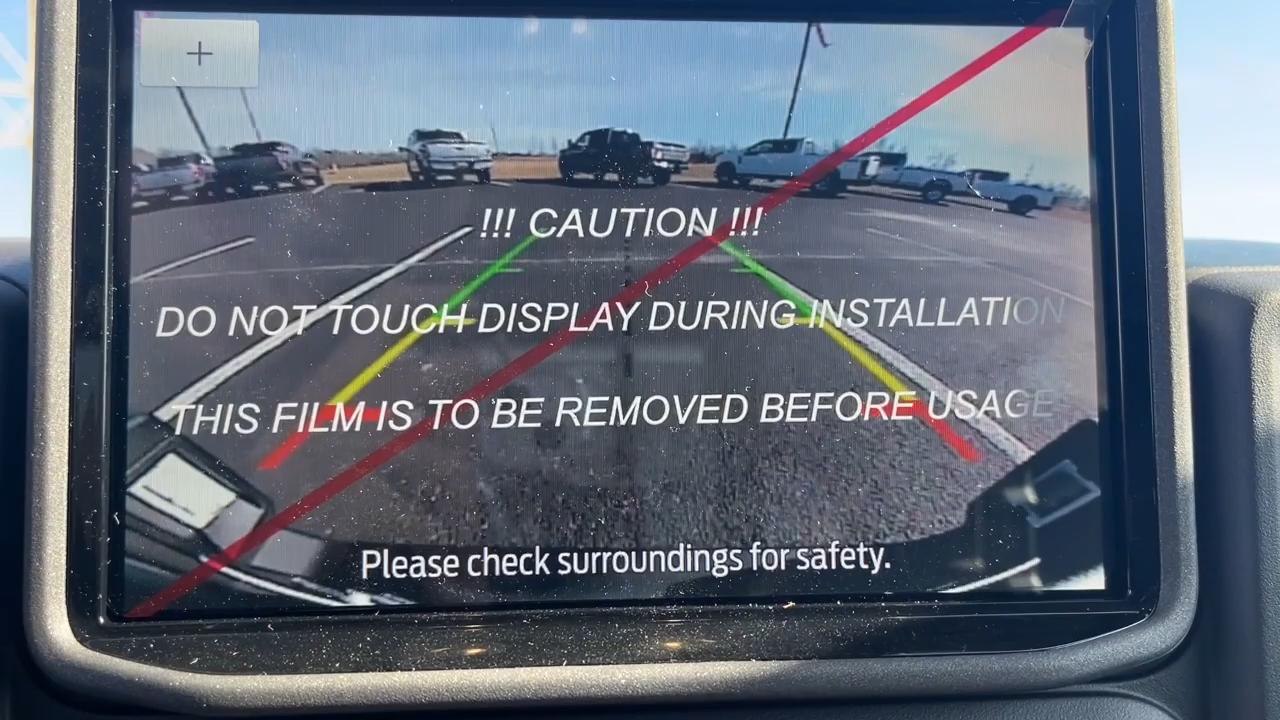 +
!!! CAUTION !!!
DO NOT TOUCH DISPLAY DURING INSTALLATION
THIS FILM IS TO BE REMOVED BEFORE USAGE
Please check surroundings for safety.